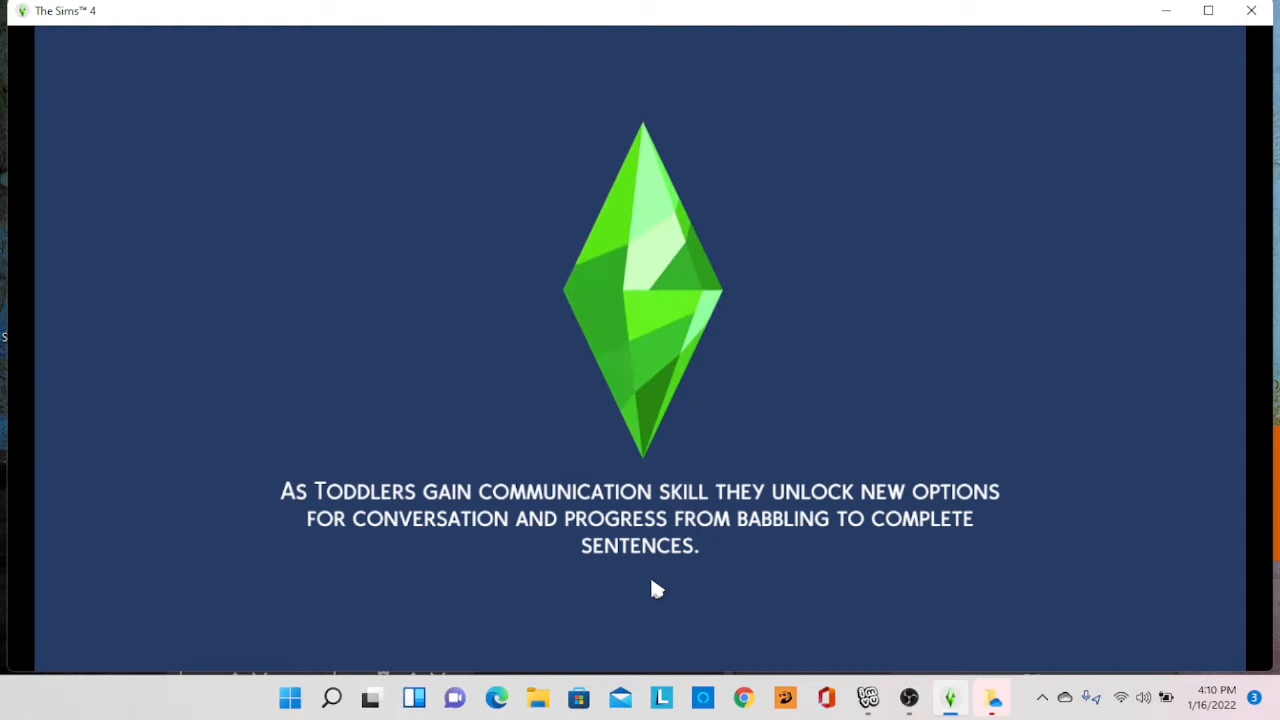 The Sims™ 4
AS TODDLERS GAIN COMMUNICATION SKILL THEY UNLOCK NEW OPTIONS
FOR CONVERSATION AND PROGRESS FROM BABBLING TO COMPLETE
SENTENCES.
4:10 PM
1/16/2022
3